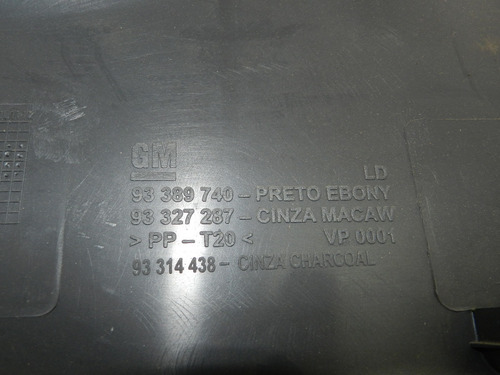 GM
LD
93 389 740 - PRETO EBONY
93 327 287 - CINZA MACAW
> PP - T20 < VP 0001
93 314 438 - CINZA CHARCOAL